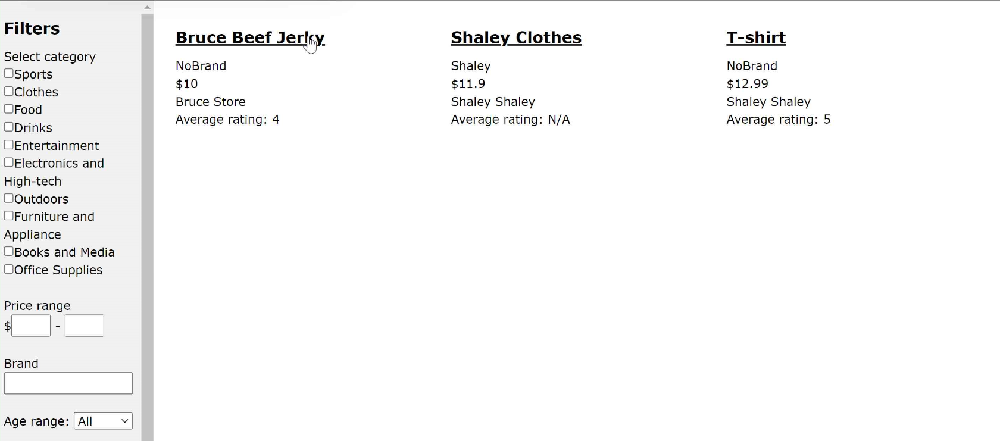 Filters
Select category
Sports
Clothes
Food
Drinks
Entertainment
Electronics and
High-tech
Outdoors
Furniture and
Appliance
Books and Media
Office Supplies
Price range
$ -
Brand
Age range: All
Bruce Beef Jerky
NoBrand
$10
Bruce Store
Average rating: 4
Shaley Clothes
Shaley
$11.9
Shaley Shaley
Average rating: N/A
T-shirt
NoBrand
$12.99
Shaley Shaley
Average rating: 5